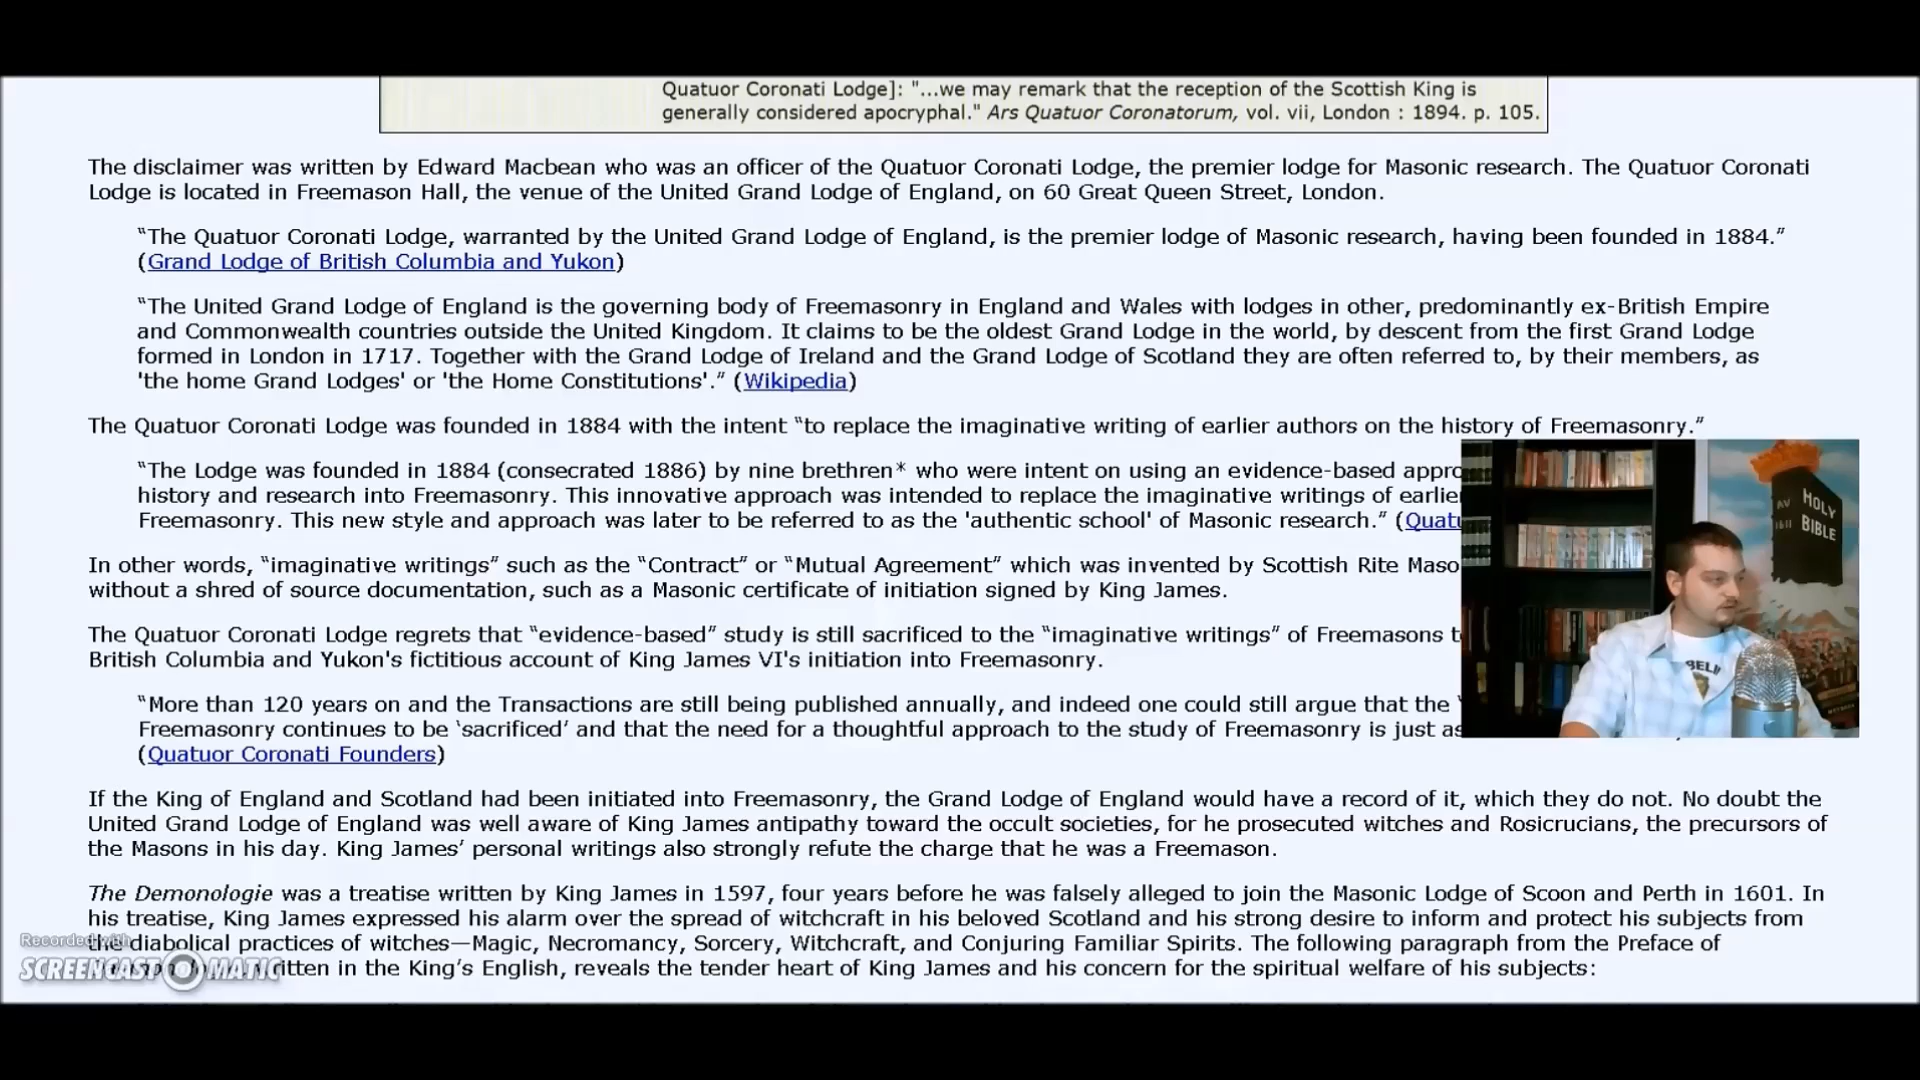 Quatuor Coronati Lodge]: "...we may remark that the reception of the Scottish King is
generally considered apocryphal." Ars Quatuor Coronatorum, vol. vii, London : 1894. p. 105.
The disclaimer was written by Edward Macbean who was an officer of the Quatuor Coronati Lodge, the premier lodge for Masonic research. The Quatuor Coronati
Lodge is located in Freemason Hall, the venue of the United Grand Lodge of England, on 60 Great Queen Street, London.
“The Quatuor Coronati Lodge, warranted by the United Grand Lodge of England, is the premier lodge of Masonic research, having been founded in 1884.”
(Grand Lodge of British Columbia and Yukon)
“The United Grand Lodge of England is the governing body of Freemasonry in England and Wales with lodges in other, predominantly ex-British Empire
and Commonwealth countries outside the United Kingdom. It claims to be the oldest Grand Lodge in the world, by descent from the first Grand Lodge
formed in London in 1717. Together with the Grand Lodge of Ireland and the Grand Lodge of Scotland they are often referred to, by their members, as
'the home Grand Lodges' or 'the Home Constitutions'.” (Wikipedia)
The Quatuor Coronati Lodge was founded in 1884 with the intent “to replace the imaginative writing of earlier authors on the history of Freemasonry.”
“The Lodge was founded in 1884 (consecrated 1886) by nine brethren* who were intent on using an evidence-based appro
history and research into Freemasonry. This innovative approach was intended to replace the imaginative writings of earlie
Freemasonry. This new style and approach was later to be referred to as the 'authentic school' of Masonic research.” (Quatu
In other words, “imaginative writings” such as the “Contract” or “Mutual Agreement” which was invented by Scottish Rite Maso
without a shred of source documentation, such as a Masonic certificate of initiation signed by King James.
The Quatuor Coronati Lodge regrets that “evidence-based” study is still sacrificed to the “imaginative writings” of Freemasons t
British Columbia and Yukon's fictitious account of King James VI's initiation into Freemasonry.
“More than 120 years on and the Transactions are still being published annually, and indeed one could still argue that the
Freemasonry continues to be ‘sacrificed’ and that the need for a thoughtful approach to the study of Freemasonry is just as
(Quatuor Coronati Founders)
If the King of England and Scotland had been initiated into Freemasonry, the Grand Lodge of England would have a record of it, which they do not. No doubt the
United Grand Lodge of England was well aware of King James antipathy toward the occult societies, for he prosecuted witches and Rosicrucians, the precursors of
the Masons in his day. King James’ personal writings also strongly refute the charge that he was a Freemason.
The Demonologie was a treatise written by King James in 1597, four years before he was falsely alleged to join the Masonic Lodge of Scoon and Perth in 1601. In
his treatise, King James expressed his alarm over the spread of witchcraft in his beloved Scotland and his strong desire to inform and protect his subjects from
the diabolical practices of witches—Magic, Necromancy, Sorcery, Witchcraft, and Conjuring Familiar Spirits. The following paragraph from the Preface of
written in the King’s English, reveals the tender heart of King James and his concern for the spiritual welfare of his subjects:
AV
1611
HOLY
BIBLE
BELI
Recorded with
SCREENCAST-O-MATIC